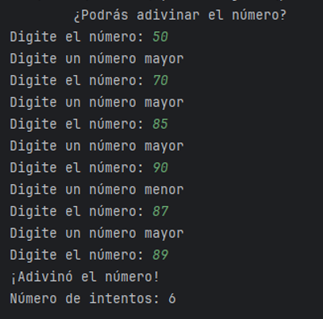 ¿Podrás adivinar el número?
Digite el número: 50
Digite un número mayor
Digite el número: 70
Digite un número mayor
Digite el número: 85
Digite un número mayor
Digite el número: 90
Digite un número menor
Digite el número: 87
Digite un número mayor
Digite el número: 89
¡Adivinó el número!
Número de intentos: 6